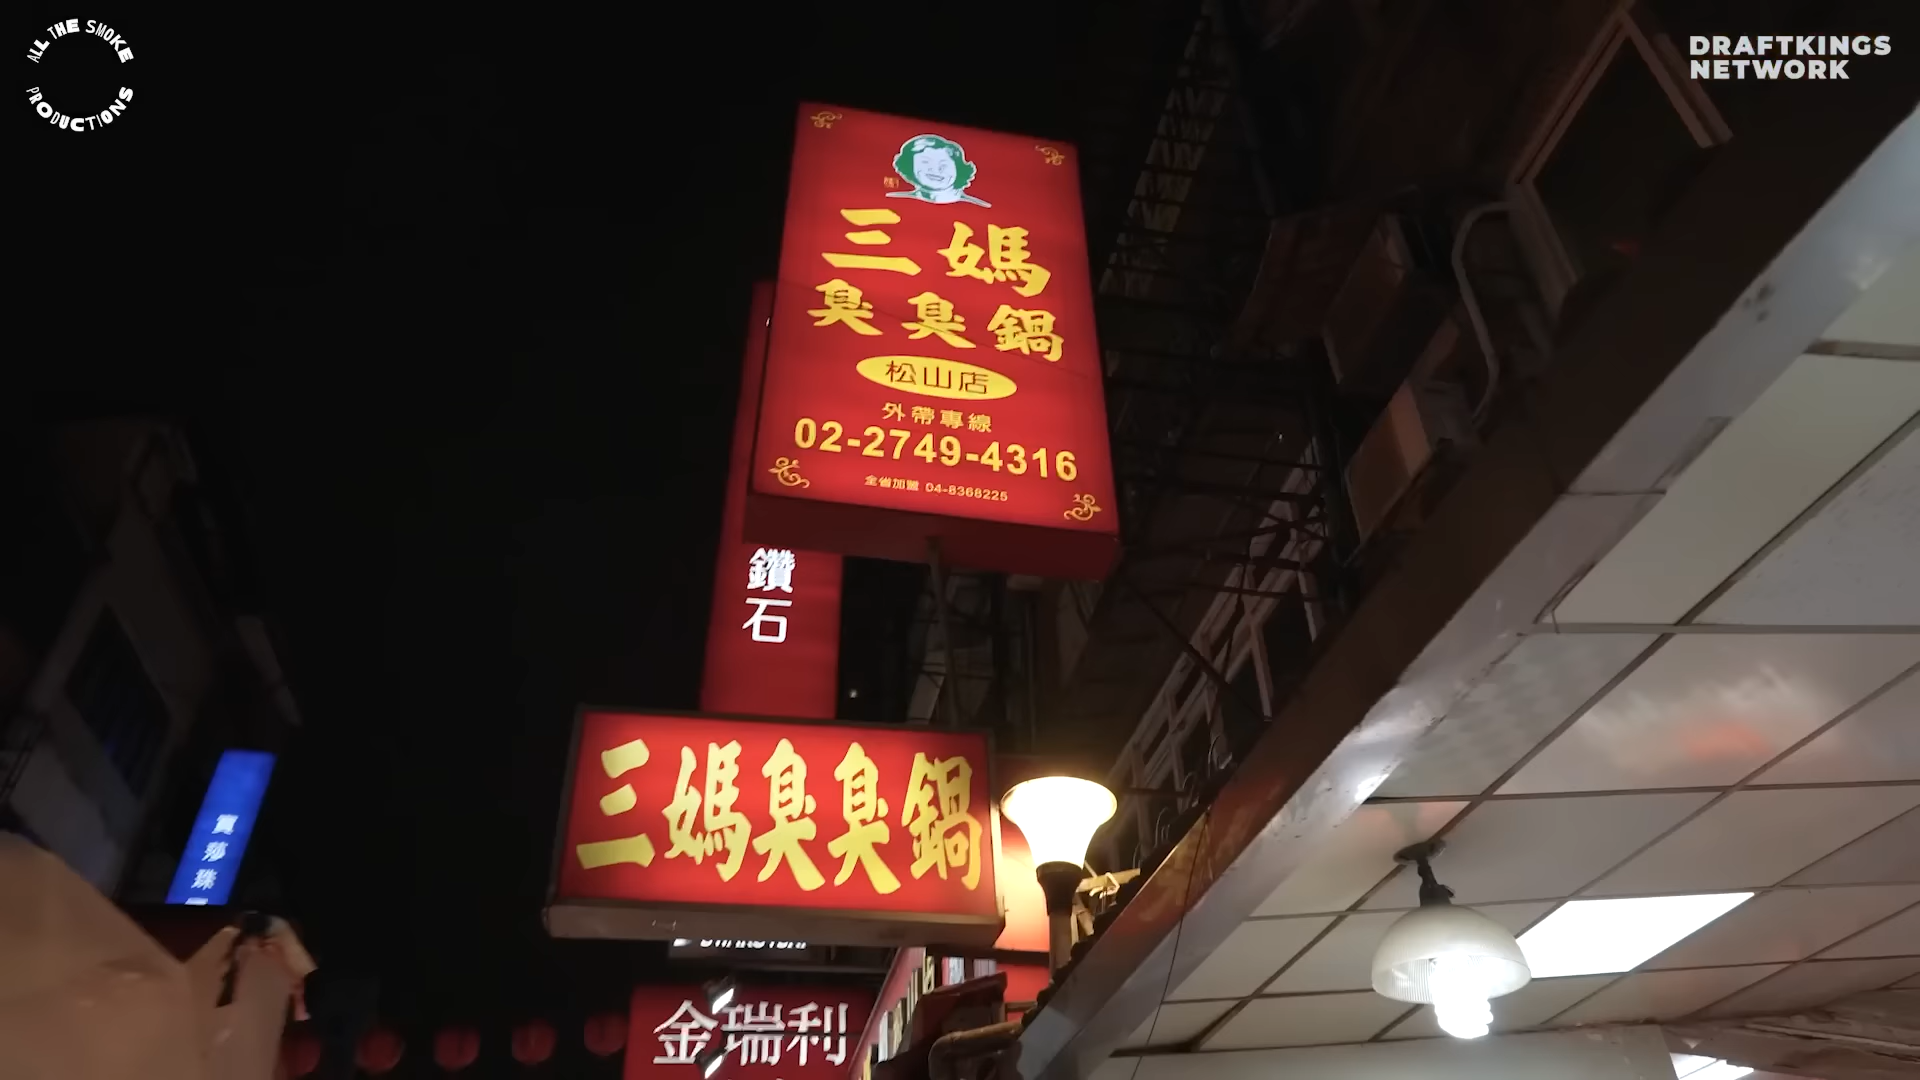 ALL THE SMOKE
PRODUCTIONS
DRAFTKINGS
NETWORK
三媽
臭臭鍋
松山店
外帶專線
02-2749-4316
全省加盟 04-8368225
鑽
石
三媽臭臭鍋
金瑞利